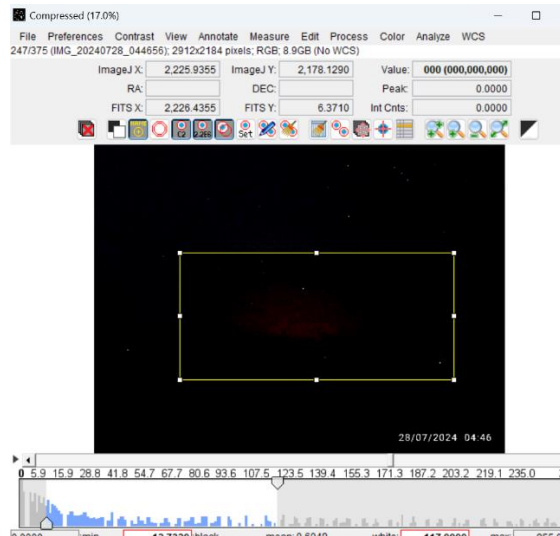 Compressed (17.0%)
File Preferences Contrast View Annotate Measure Edit Process Color Analyze WCS
247/375 (IMG_20240728_044656); 2912x2184 pixels; RGB; 8.9GB (No WCS)
ImageJ X: 2,225.9355 ImageJ Y: 2,178.1290 Value: 000 (000,000,000)
RA: DEC: Peak: 0.0000
FITS X: 2,226.4355 FITS Y: 6.3710 Int Cnts: 0.0000
Set
28/07/2024 04:46
0 5.9 15.9 28.8 41.8 54.7 67.7 80.6 93.6 107.5 123.5 139.4 155.3 171.3 187.2 203.2 219.1 235.0
min black mean: white: max